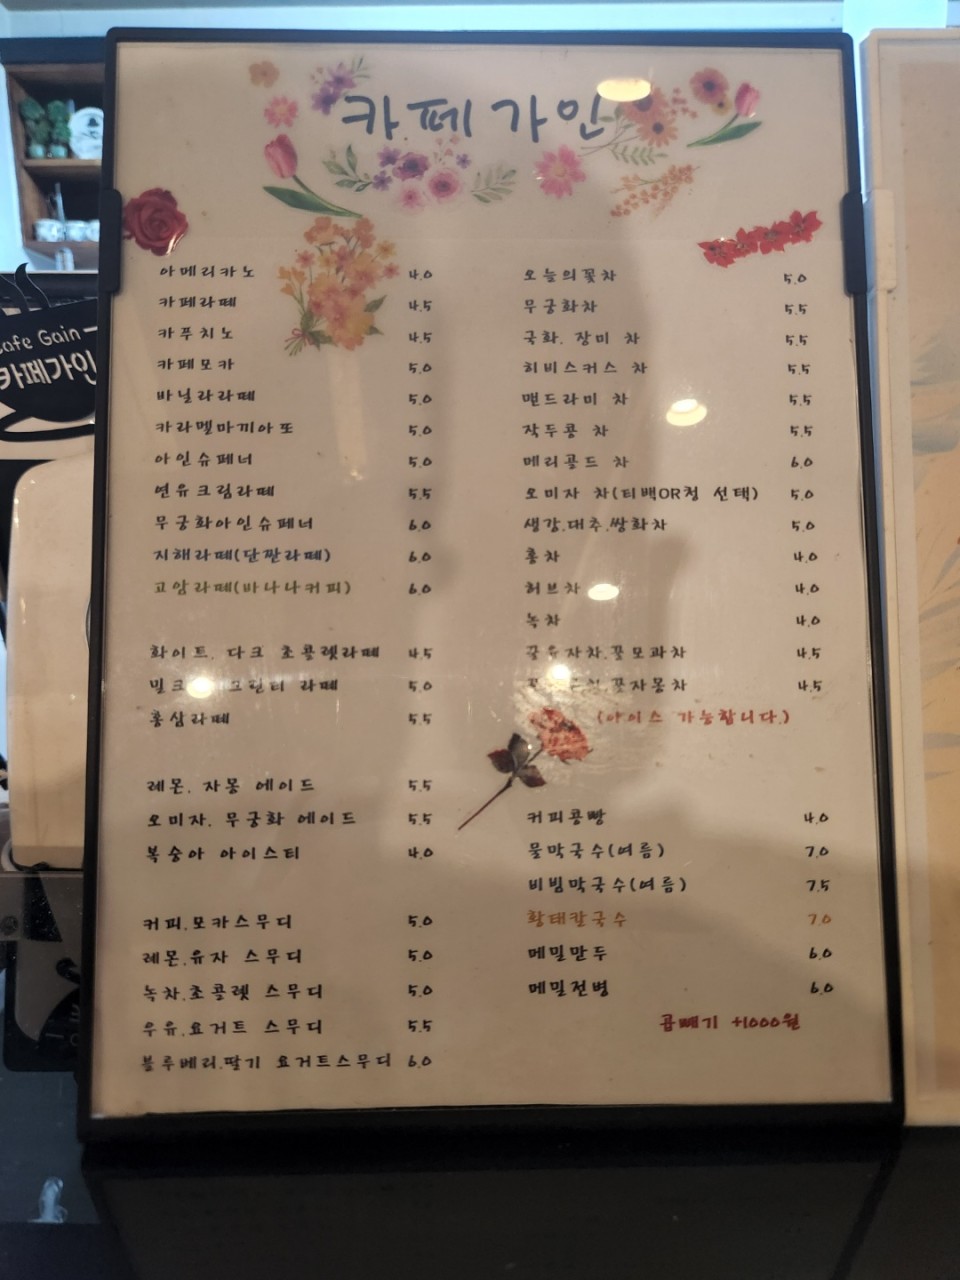 카페 가인
Cafe Gain
카페가인
아메리카노 4.0
카페라떼 4.5
카푸치노 4.5
카페모카 5.0
바닐라라떼 5.0
카라멜마끼아또 5.0
아인슈페너 5.0
연유크림라떼 5.5
무궁화아인슈페너 6.0
지해라떼(단짠라떼) 6.0
고암라떼(바나나커피) 6.0
화이트, 다크 초콜렛라떼 4.5
밀크 라떼 5.0
홍삼라떼 5.5
레몬, 자몽 에이드 5.5
오미자, 무궁화 에이드 5.5
복숭아 아이스티 4.0
커피,모카스무디 5.0
레몬,유자 스무디 5.0
녹차,초콜렛 스무디 5.0
우유,요거트 스무디 5.5
블루베리,딸기 요거트스무디 6.0
오늘의꽃차 5.0
무궁화차 5.5
국화, 장미 차 5.5
히비스커스 차 5.5
맨드라미 차 5.5
작두콩 차 5.5
메리골드 차 6.0
오미자 차(티백OR청 선택) 5.0
생강,대추,쌍화차 5.0
홍차 4.0
허브차 4.0
녹차 4.0
꿀유자차,꿀모과차 4.5
꿀자몽차 4.5
(아이스 가능합니다.)
커피콩빵 4.0
물막국수(여름) 7.0
비빔막국수(여름) 7.5
황태칼국수 7.0
메밀만두 6.0
메밀전병 6.0
곱빼기 +1000원